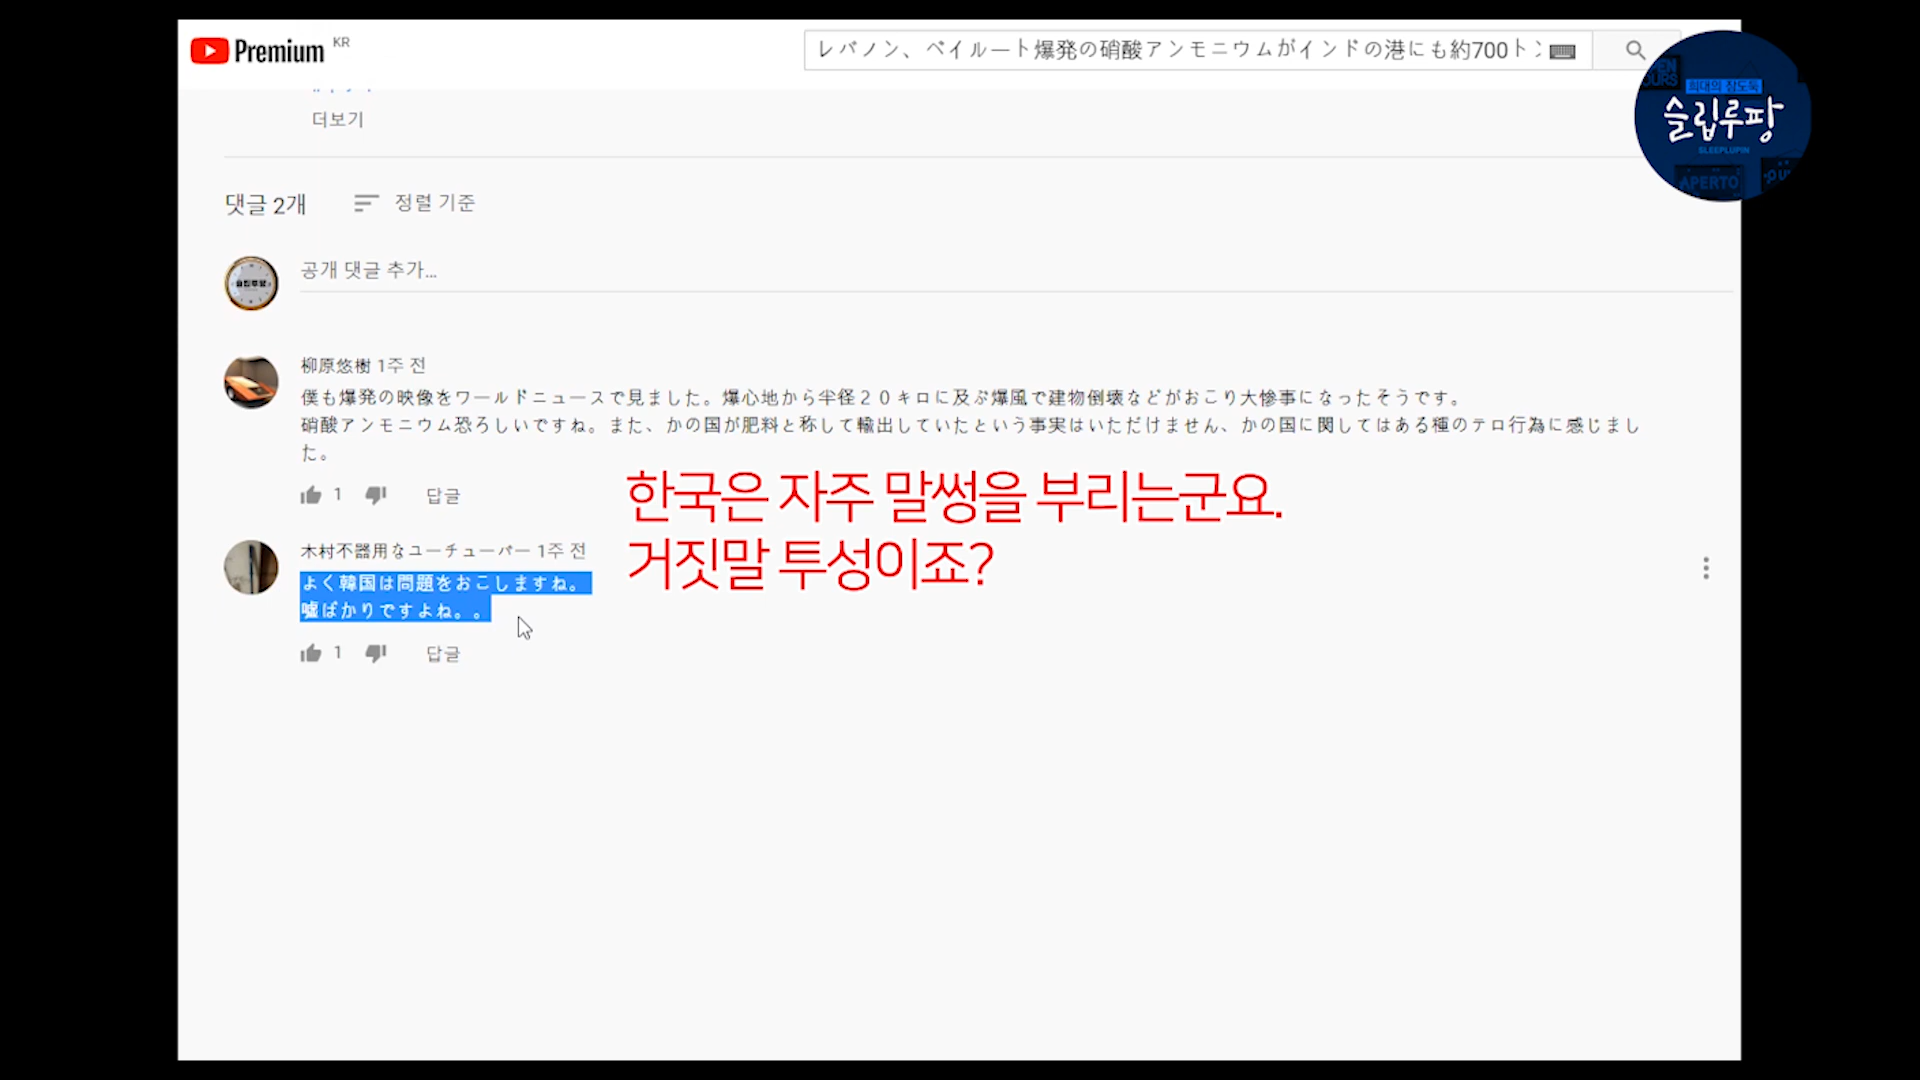 Premium KR
レバノン、ベイルート爆発の硝酸アンモニウムがインドの港にも約700トン
희대의 잠도둑
슬립루팡
SLEEPLUPIN
APERTO
더보기
댓글 2개
정렬 기준
공개 댓글 추가...
柳原悠樹 1주 전
僕も爆発の映像をワールドニュースで見ました。爆心地から半径２０キロに及ぶ爆風で建物倒壊などがおこり大惨事になったそうです。
硝酸アンモニウム恐ろしいですね。また、かの国が肥料と称して輸出していたという事実はいただけません、かの国に関してはある種のテロ行為に感じまし
た。
1
답글
한국은 자주 말썽을 부리는군요.
거짓말 투성이죠?
木村不器用なユーチューバー 1주 전
よく韓国は問題をおこしますね。
嘘ばかりですよね。。
1
답글